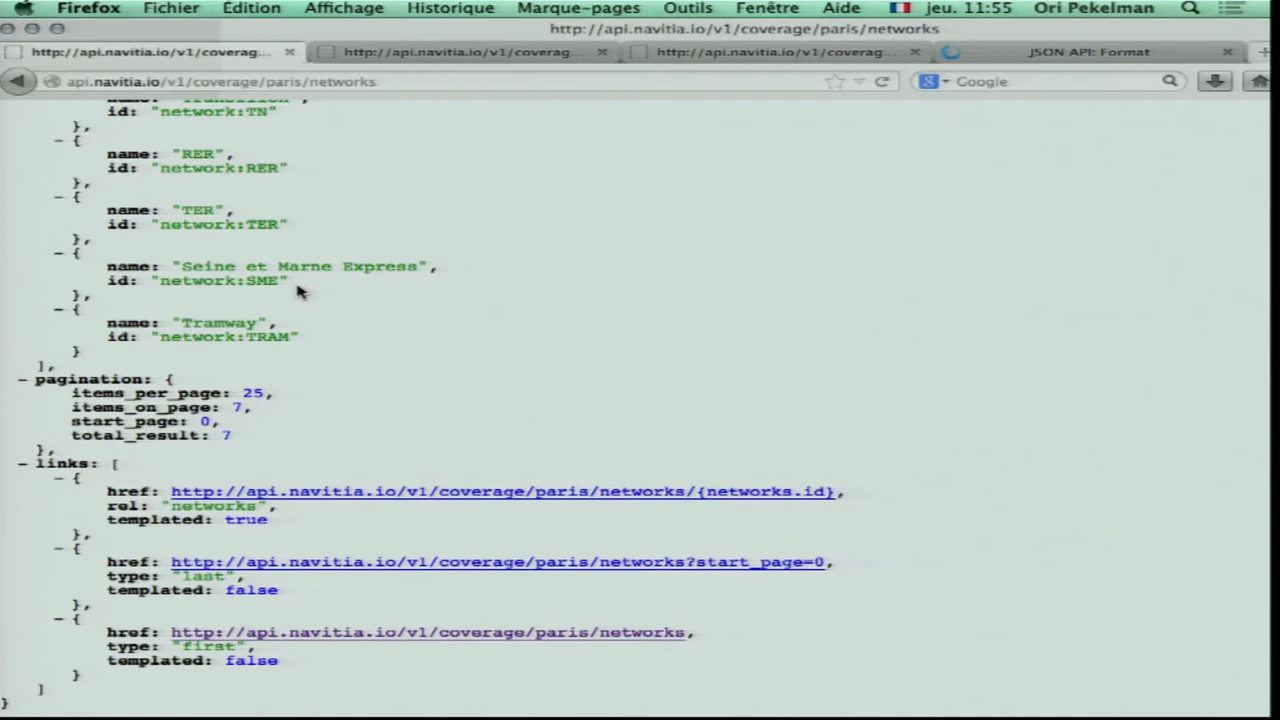 Firefox Fichier Édition Affichage Historique Marque-pages Outils Fenêtre Aide jeu. 11:55 Ori Pekelman
http://api.navitia.io/v1/coverage/paris/networks
http://api.navitia.io/v1/coverag... × http://api.navitia.io/v1/coverag... × http://api.navitia.io/v1/coverag... × JSON API: Format × +
api.navitia.io/v1/coverage/paris/networks Google
id: "network:TN"
},
- {
name: "RER",
id: "network:RER"
},
- {
name: "TER",
id: "network:TER"
},
- {
name: "Seine et Marne Express",
id: "network:SME"
},
- {
name: "Tramway",
id: "network:TRAM"
}
],
- pagination: {
items_per_page: 25,
items_on_page: 7,
start_page: 0,
total_result: 7
},
- links: [
- {
href: http://api.navitia.io/v1/coverage/paris/networks/{networks.id},
rel: "networks",
templated: true
},
- {
href: http://api.navitia.io/v1/coverage/paris/networks?start_page=0,
type: "last",
templated: false
},
- {
href: http://api.navitia.io/v1/coverage/paris/networks,
type: "first",
templated: false
}
]
}